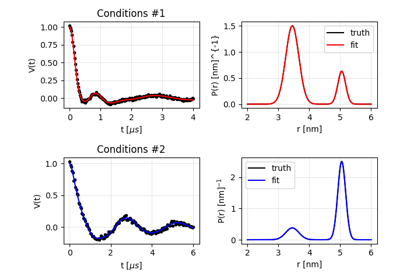 Conditions #1
V(t)
1.00
0.75
0.50
0.25
0.00
0 1 2 3 4
t [μs]
P(r) [nm]^{-1}
1.5
1.0
0.5
0.0
truth
fit
2 3 4 5 6
r [nm]
Conditions #2
V(t)
1.0
0.5
0.0
0 2 4 6
t [μs]
P(r) [nm]⁻¹
2
1
0
truth
fit
2 3 4 5 6
r [nm]